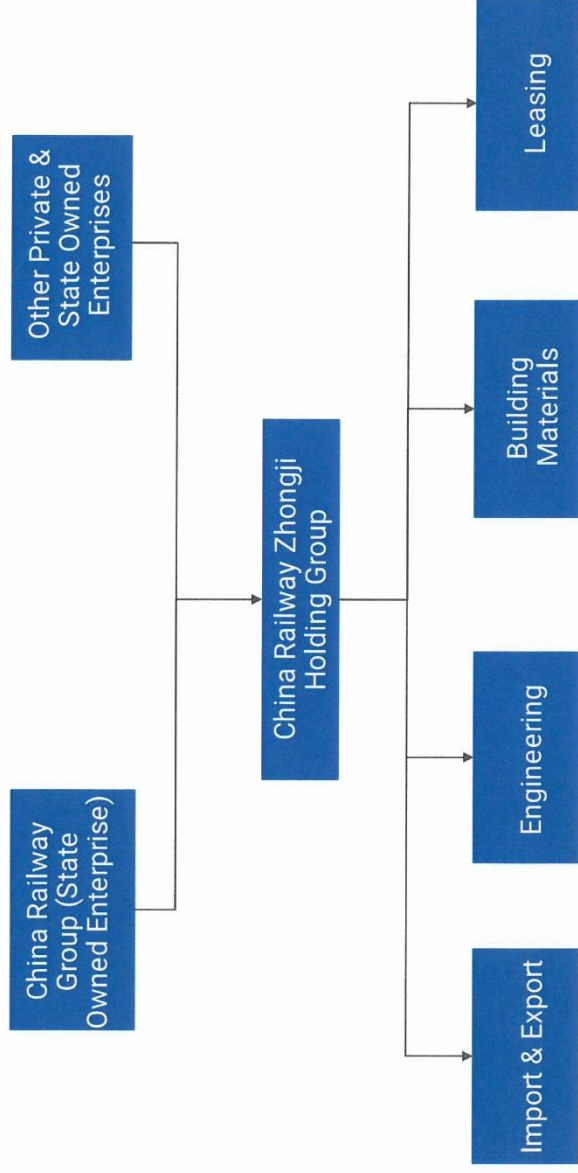 China Railway
Group (State
Owned Enterprise)
Other Private &
State Owned
Enterprises
China Railway Zhongji
Holding Group
Import & Export
Engineering
Building
Materials
Leasing